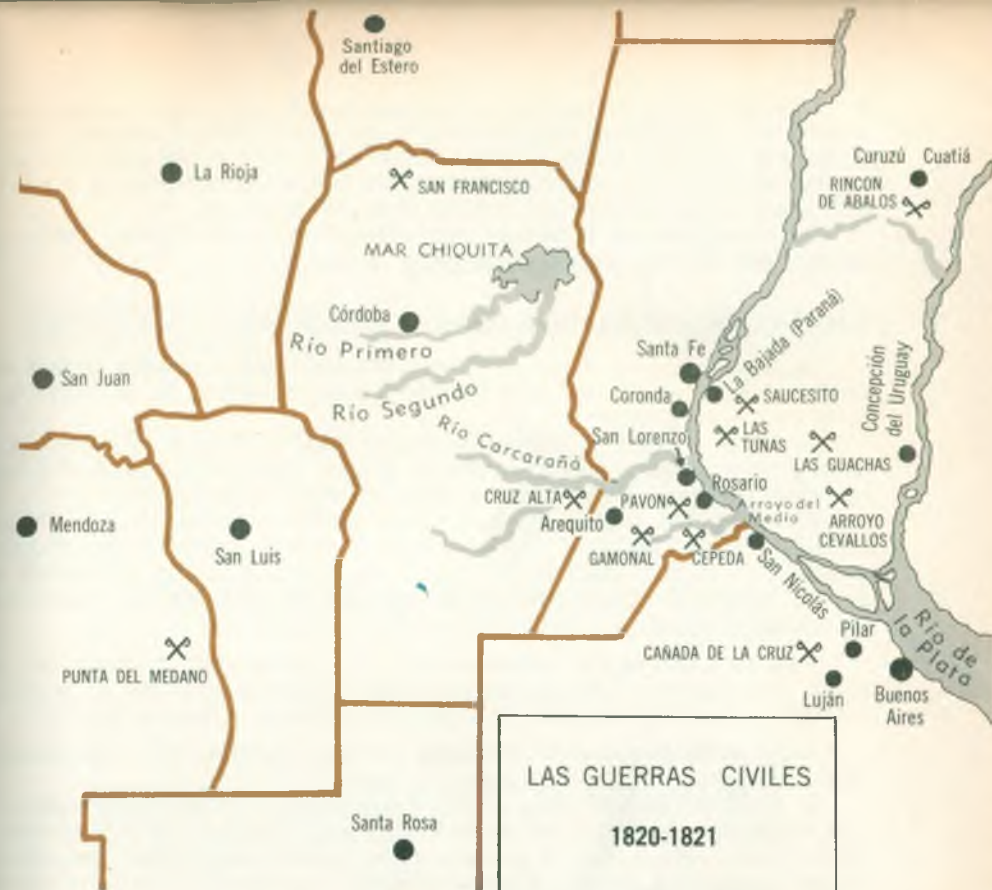 Santiago
del Estero
La Rioja
SAN FRANCISCO
Curuzú Cuatiá
RINCON
DE ABALOS
MAR CHIQUITA
Córdoba
Río Primero
San Juan
Río Segundo
Santa Fe
La Bajada (Paraná)
Coronda
SAUCESITO
Concepción
del Uruguay
Río Carcarañá
San Lorenzo
LAS
TUNAS
LAS GUACHAS
CRUZ ALTA
PAVON
Rosario
Arroyo del
Medio
Mendoza
San Luis
Arequito
ARROYO
CEVALLOS
GAMONAL
CEPEDA
San Nicolás
Río de
la Plata
PUNTA DEL MEDANO
CAÑADA DE LA CRUZ
Pilar
Luján
Buenos
Aires
LAS GUERRAS CIVILES
1820-1821
Santa Rosa